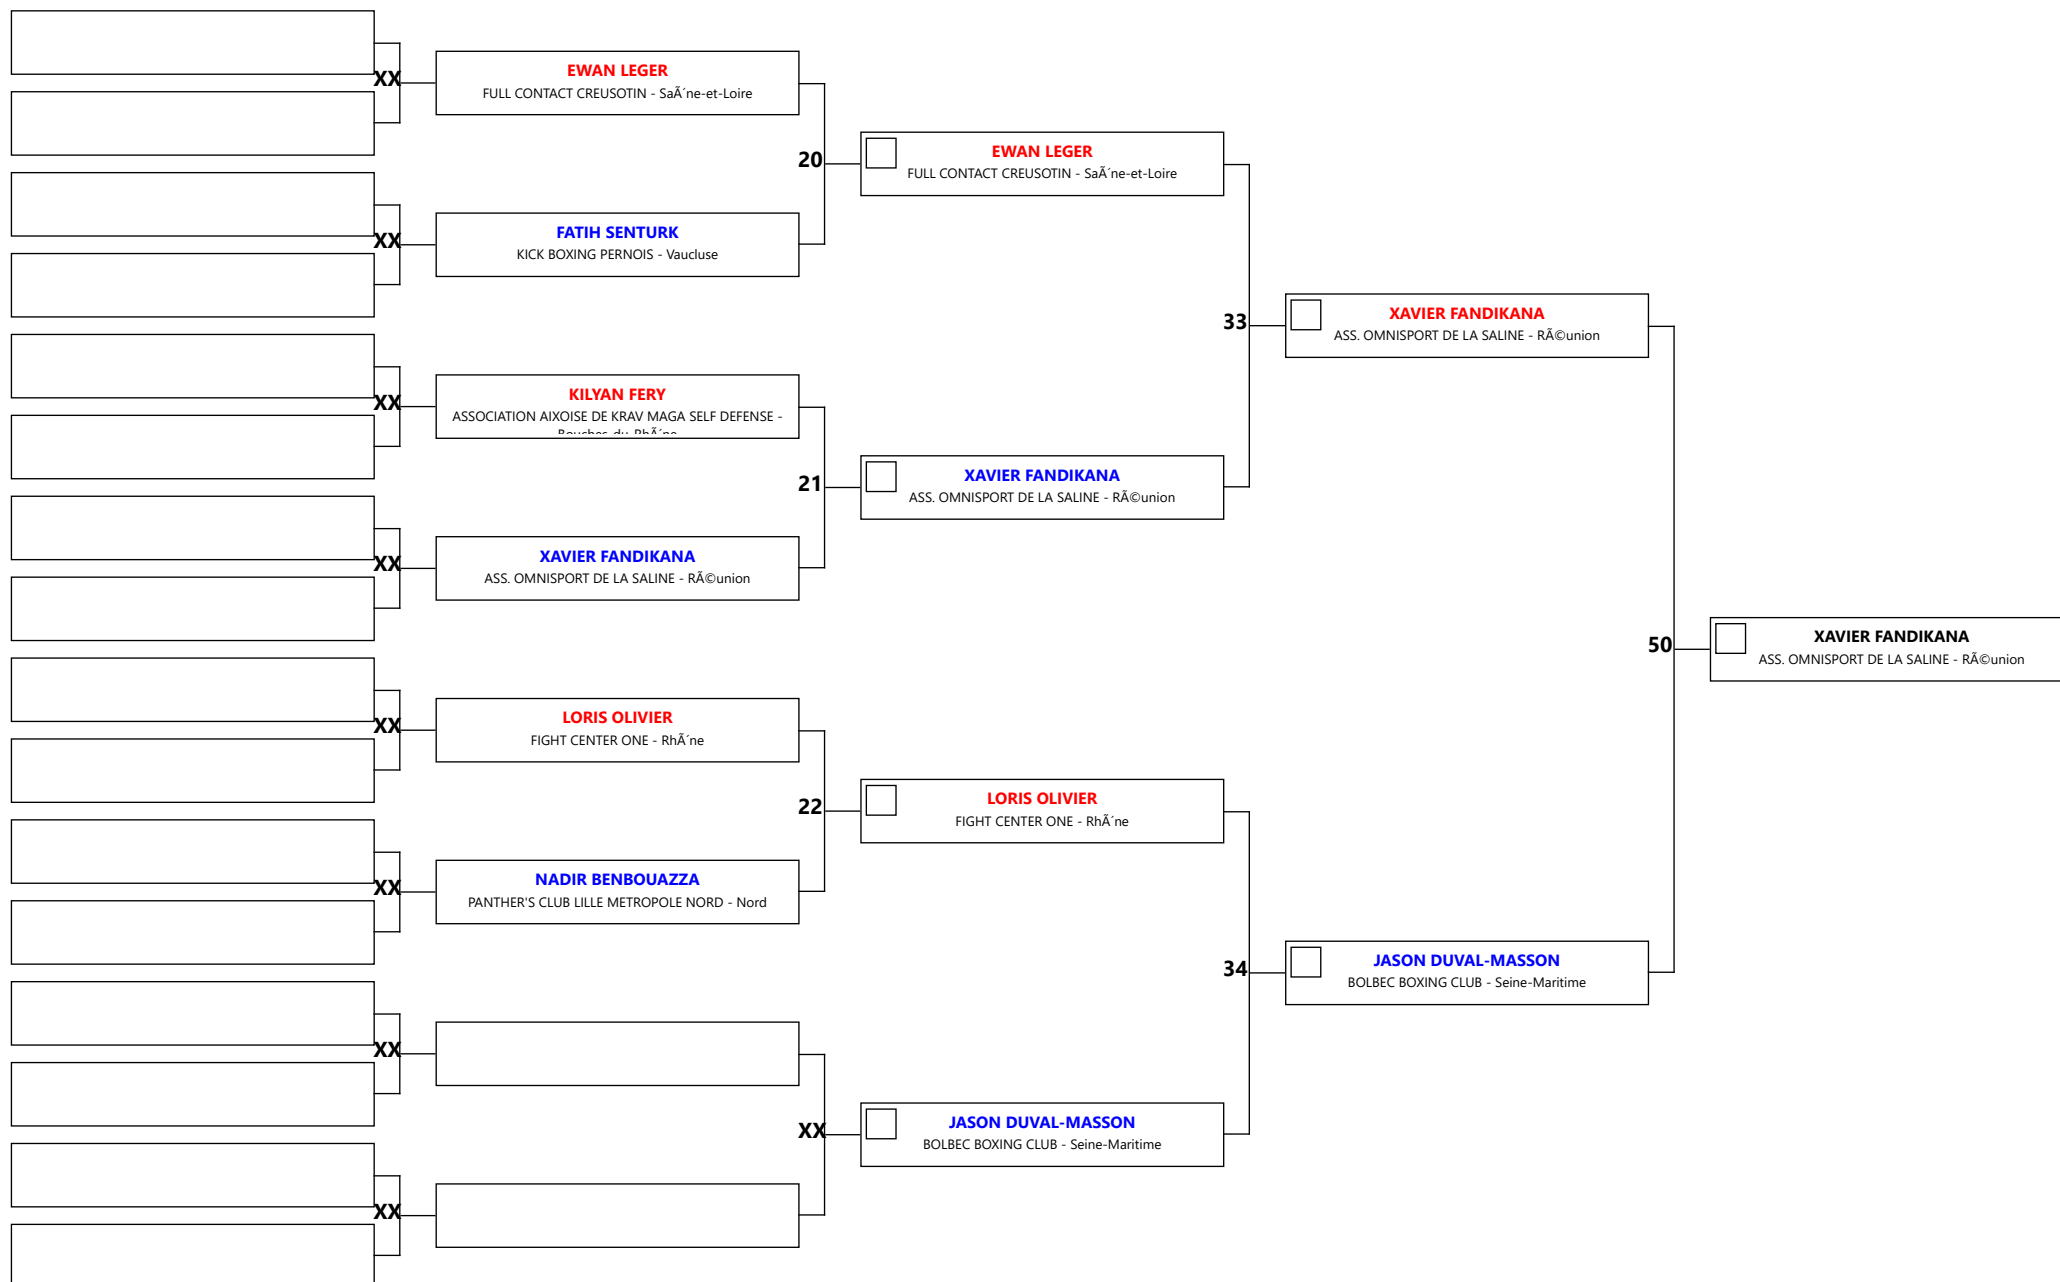 XX
EWAN LEGER
FULL CONTACT CREUSOTIN - SaÃ´ne-et-Loire
20
EWAN LEGER
FULL CONTACT CREUSOTIN - SaÃ´ne-et-Loire
XX
FATIH SENTURK
KICK BOXING PERNOIS - Vaucluse
33
XAVIER FANDIKANA
ASS. OMNISPORT DE LA SALINE - RÃ©union
XX
KILYAN FERY
ASSOCIATION AIXOISE DE KRAV MAGA SELF DEFENSE -
Bouches-du-RhÃ´ne
21
XAVIER FANDIKANA
ASS. OMNISPORT DE LA SALINE - RÃ©union
XX
XAVIER FANDIKANA
ASS. OMNISPORT DE LA SALINE - RÃ©union
50
XAVIER FANDIKANA
ASS. OMNISPORT DE LA SALINE - RÃ©union
XX
LORIS OLIVIER
FIGHT CENTER ONE - RhÃ´ne
22
LORIS OLIVIER
FIGHT CENTER ONE - RhÃ´ne
XX
NADIR BENBOUAZZA
PANTHER'S CLUB LILLE METROPOLE NORD - Nord
34
JASON DUVAL-MASSON
BOLBEC BOXING CLUB - Seine-Maritime
XX
XX
JASON DUVAL-MASSON
BOLBEC BOXING CLUB - Seine-Maritime
XX